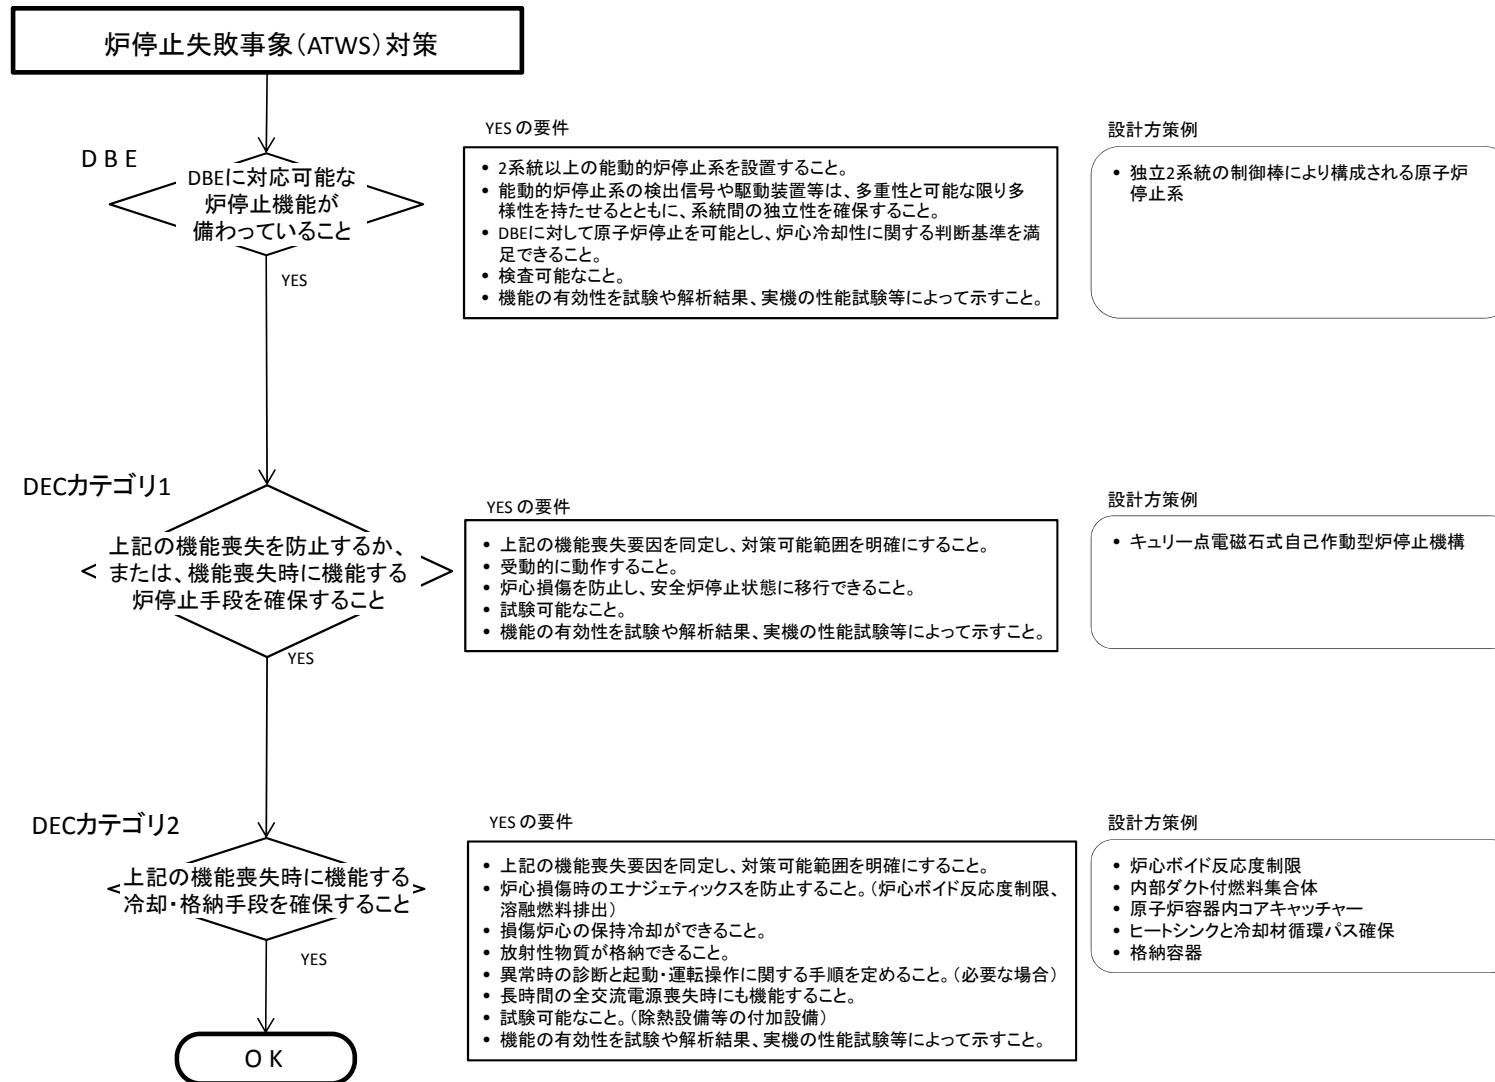 炉停止失敗事象（ATWS）対策
D B E
DBEに対応可能な
炉停止機能が
備わっていること
YES
YES の要件
• 2系統以上の能動的炉停止系を設置すること。
• 能動的炉停止系の検出信号や駆動装置等は、多重性と可能な限り多
様性を持たせるとともに、系統間の独立性を確保すること。
• DBEに対して原子炉停止を可能とし、炉心冷却性に関する判断基準を満
足できること。
• 検査可能なこと。
• 機能の有効性を試験や解析結果、実機の性能試験等によって示すこと。
設計方策例
• 独立2系統の制御棒により構成される原子炉
停止系
DECカテゴリ1
上記の機能喪失を防止するか、
または、機能喪失時に機能する
炉停止手段を確保すること
YES
YES の要件
• 上記の機能喪失要因を同定し、対策可能範囲を明確にすること。
• 受動的に動作すること。
• 炉心損傷を防止し、安全炉停止状態に移行できること。
• 試験可能なこと。
• 機能の有効性を試験や解析結果、実機の性能試験等によって示すこと。
設計方策例
• キュリー点電磁石式自己作動型炉停止機構
DECカテゴリ2
上記の機能喪失時に機能する
冷却・格納手段を確保すること
YES
YES の要件
• 上記の機能喪失要因を同定し、対策可能範囲を明確にすること。
• 炉心損傷時のエナジェティックスを防止すること。（炉心ボイド反応度制限、
溶融燃料排出）
• 損傷炉心の保持冷却ができること。
• 放射性物質が格納できること。
• 異常時の診断と起動・運転操作に関する手順を定めること。（必要な場合）
• 長時間の全交流電源喪失時にも機能すること。
• 試験可能なこと。（除熱設備等の付加設備）
• 機能の有効性を試験や解析結果、実機の性能試験等によって示すこと。
設計方策例
• 炉心ボイド反応度制限
• 内部ダクト付燃料集合体
• 原子炉容器内コアキャッチャー
• ヒートシンクと冷却材循環パス確保
• 格納容器
O K